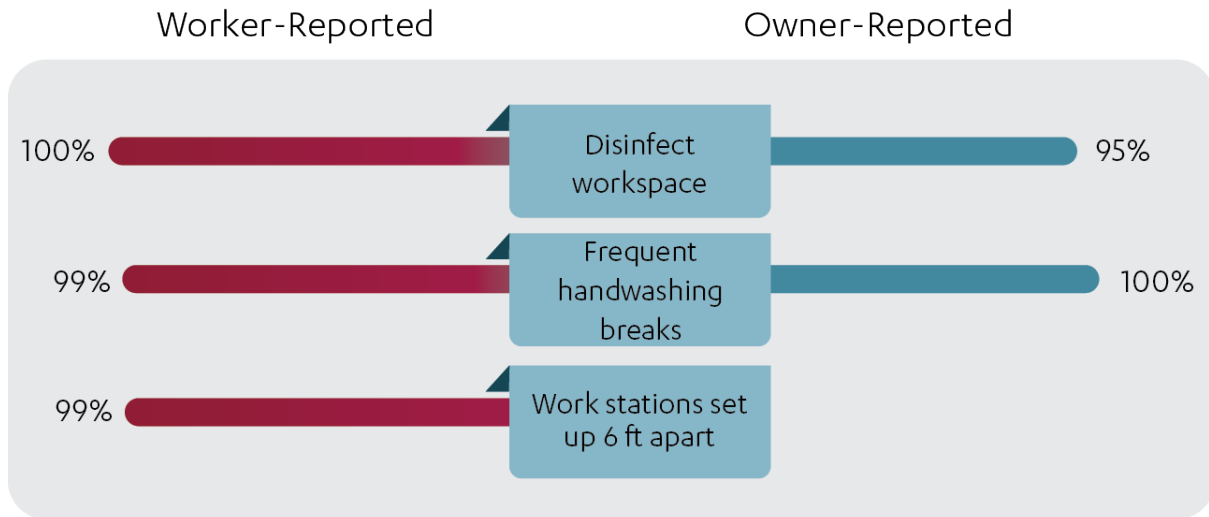 Worker-Reported
Owner-Reported
100%
Disinfect
workspace
95%
99%
Frequent
handwashing
breaks
100%
99%
Work stations set
up 6 ft apart